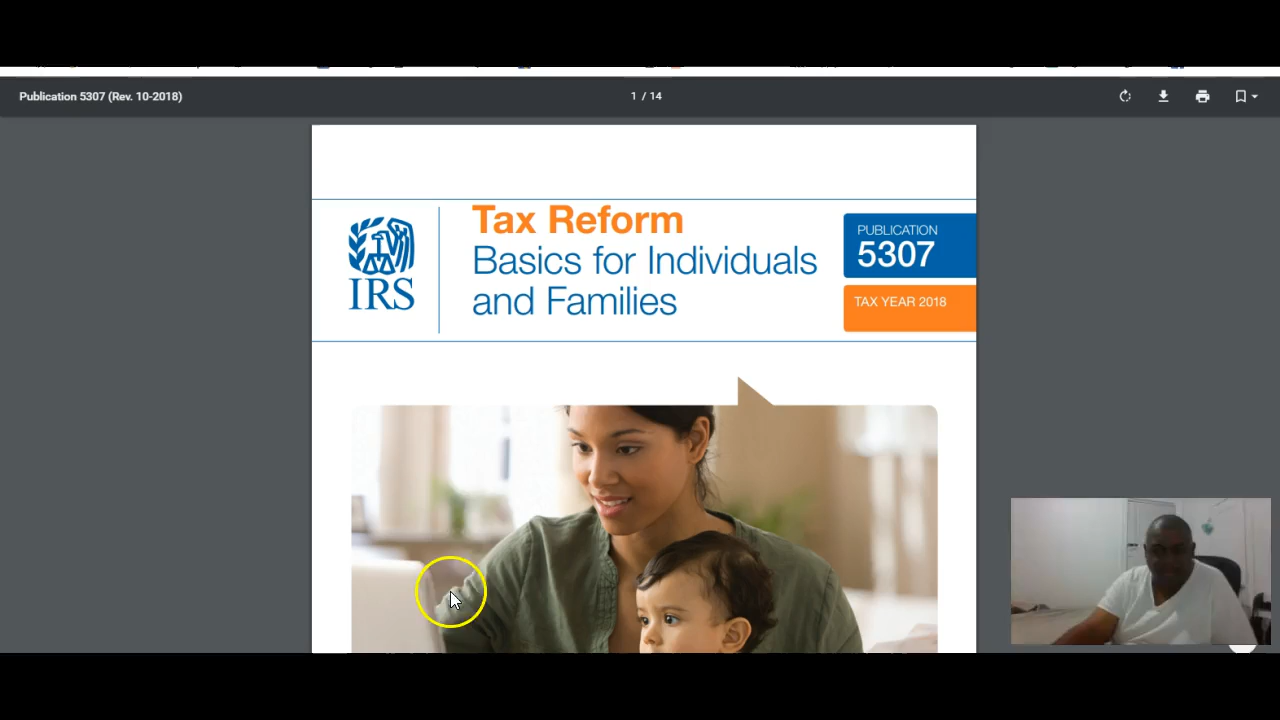 Publication 5307 (Rev. 10-2018)
1 / 14
Tax Reform
Basics for Individuals
and Families
IRS
PUBLICATION
5307
TAX YEAR 2018